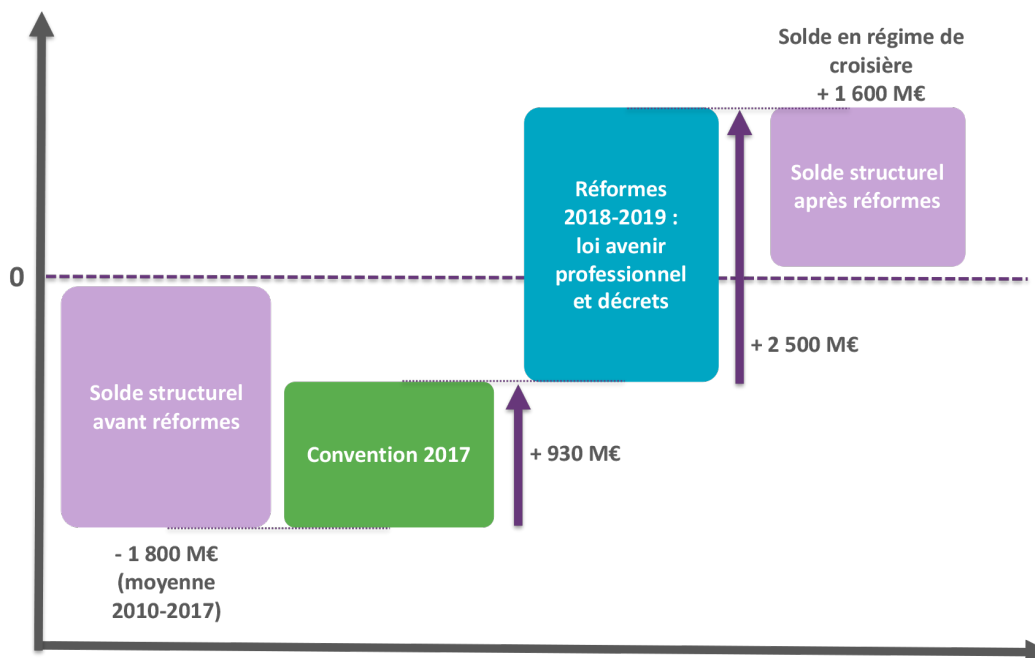 Solde en régime de
croisière
+ 1 600 M€
Réformes
2018-2019 :
loi avenir
professionnel
et décrets
Solde structurel
après réformes
0
+ 2 500 M€
Solde structurel
avant réformes
Convention 2017
+ 930 M€
- 1 800 M€
(moyenne
2010-2017)